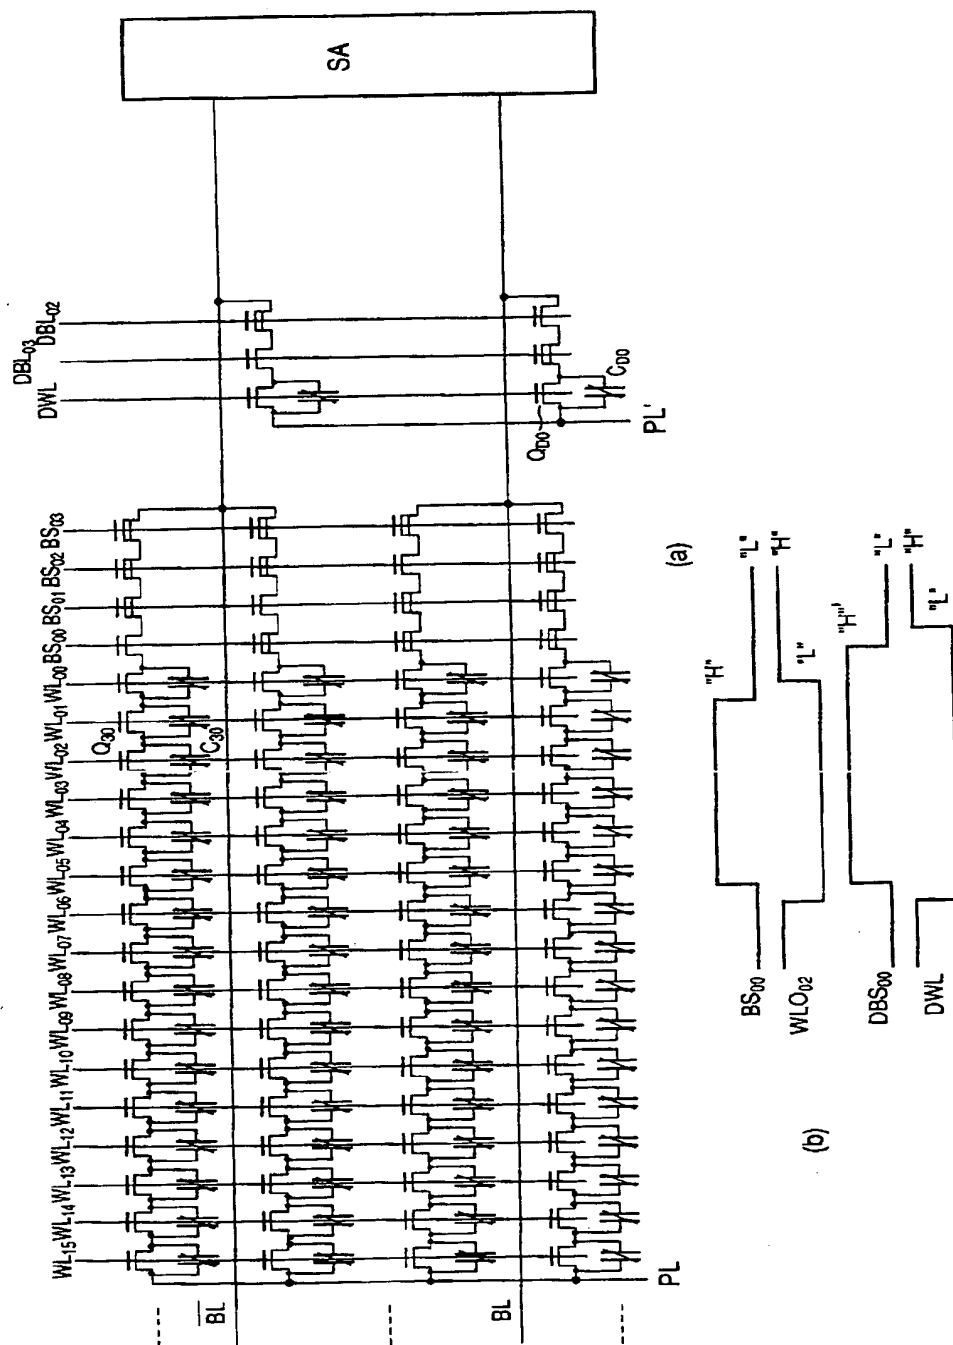 SA
DWL DBL03 DBL02
QD0 CD0
PL'
WL15 WL14 WL13 WL12 WL11 WL10 WL09 WL08 WL07 WL06 WL05 WL04 WL03 WL02 WL01 WL00 BS00 BS01 BS02 BS03
Q30
C30
BL
BL
PL
(a)
BS00 "H" "L"
WLO02 "L" "H"
DBS00 "H"' "L"
DWL "L" "H"
(b)